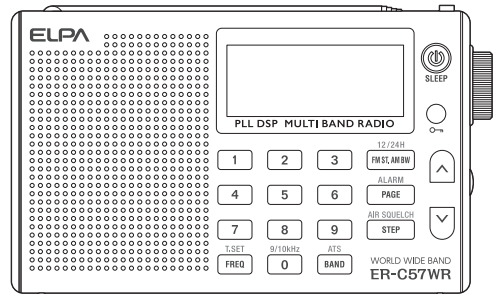 ELPA
SLEEP
PLL DSP MULTI BAND RADIO
12/24H
1 2 3 FM ST, AM BW
ALARM
4 5 6 PAGE
AIR SQUELCH
7 8 9 STEP
T.SET 9/10kHz ATS
FREQ 0 BAND
WORLD WIDE BAND
ER-C57WR